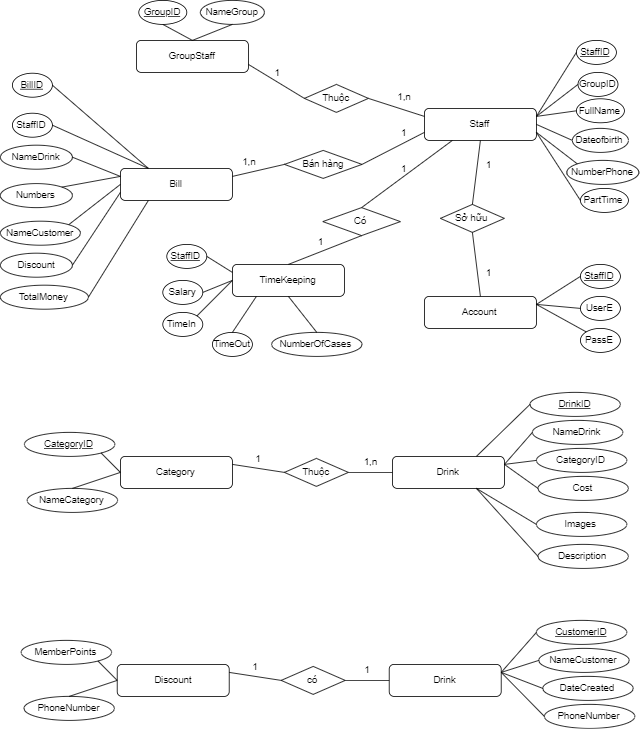 GroupID
NameGroup
GroupStaff
1
Thuộc
1,n
StaffID
GroupID
FullName
Dateofbirth
NumberPhone
PartTime
Staff
BillID
StaffID
NameDrink
Numbers
NameCustomer
Discount
TotalMoney
Bill
1,n
Bán hàng
1
1
Có
1
1
Sở hữu
1
StaffID
Salary
TimeIn
TimeOut
NumberOfCases
TimeKeeping
Account
StaffID
UserE
PassE
CategoryID
NameCategory
Category
1
Thuộc
1,n
Drink
DrinkID
NameDrink
CategoryID
Cost
Images
Description
MemberPoints
PhoneNumber
Discount
1
có
1
Drink
CustomerID
NameCustomer
DateCreated
PhoneNumber